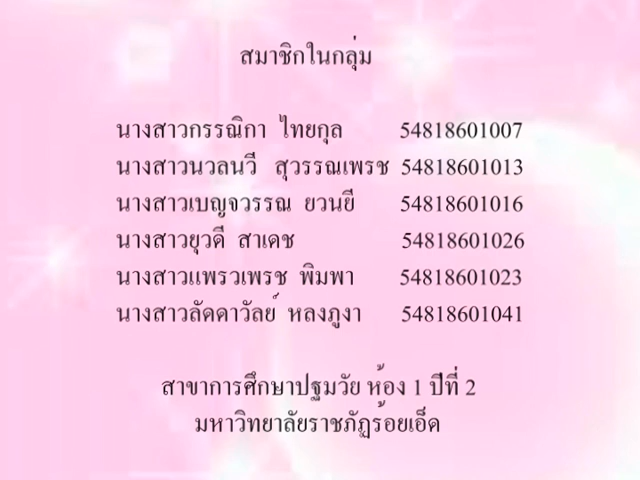 สมาชิกในกลุ่ม
นางสาวกรรณิกา ไทยกุล 54818601007
นางสาวนวลนวี สุวรรณเพรช 54818601013
นางสาวเบญจวรรณ ยวนยี 54818601016
นางสาวยุวดี สาเดช 54818601026
นางสาวแพรวเพรช พิมพา 54818601023
นางสาวลัดดาวัลย์ หลงภูงา 54818601041
สาขาการศึกษาปฐมวัย ห้อง 1 ปีที่ 2
มหาวิทยาลัยราชภัฏร้อยเอ็ด